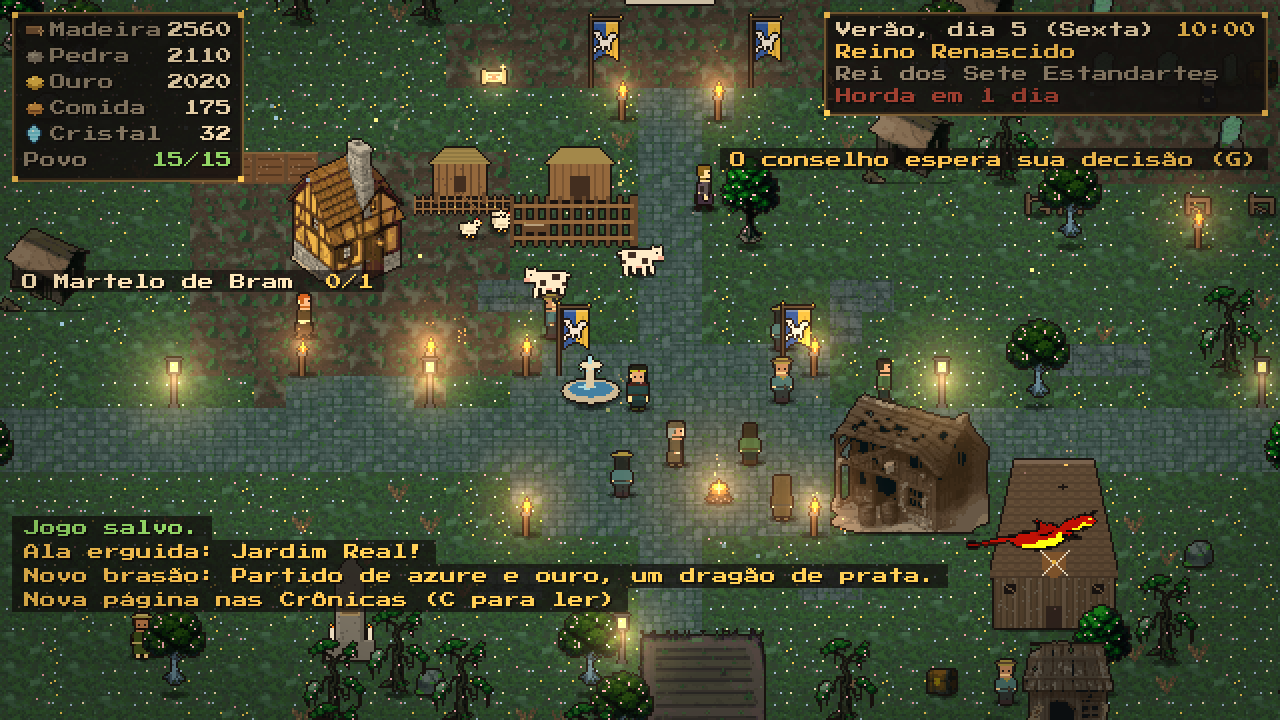 Madeira 2560
Pedra 2110
Ouro 2020
Comida 175
Cristal 32
Povo 15/15
Verão, dia 5 (Sexta) 10:00
Reino Renascido
Rei dos Sete Estandartes
Horda em 1 dia
O conselho espera sua decisão (G)
O Martelo de Bram 0/1
Jogo salvo.
Ala erguida: Jardim Real!
Novo brasão: Partido de azure e ouro, um dragão de prata.
Nova página nas Crônicas (C para ler)